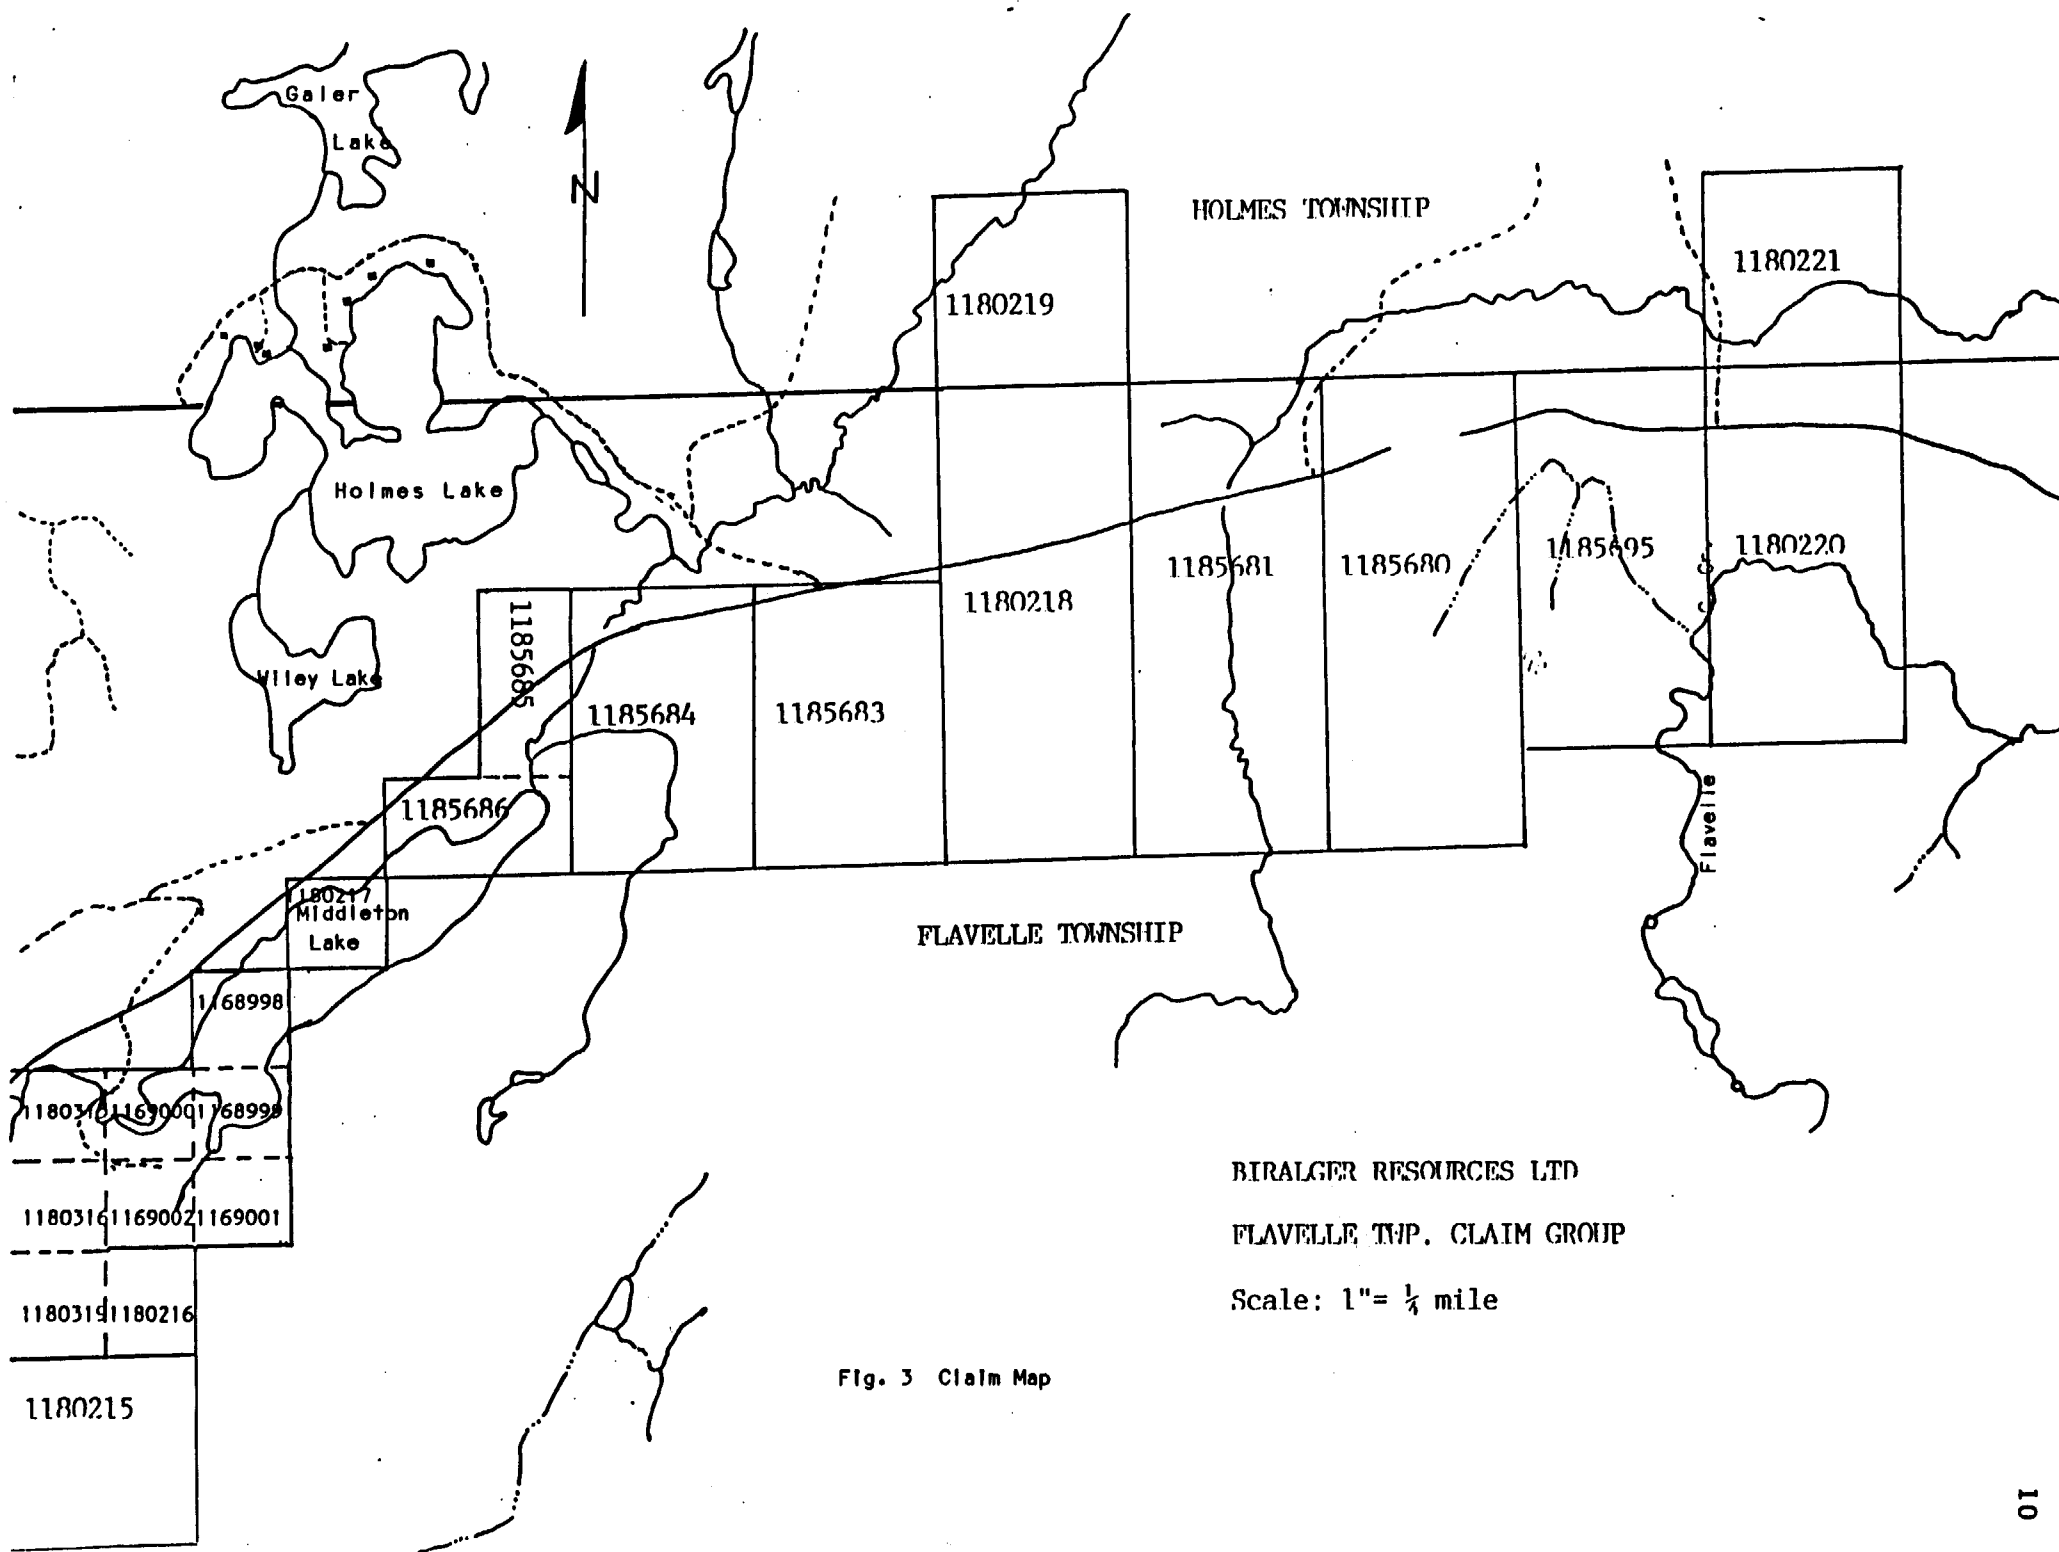 Galer
Lake
N
HOLMES TOWNSHIP
1180221
1180219
Holmes Lake
1185695
1180220
1185681
1185680
1180218
1185685
Wiley Lake
1185684
1185683
1185686
Flavelle
1180217
Middleton
Lake
FLAVELLE TOWNSHIP
1168998
1169000
1168999
1180316
1169002
1169001
1180216
1180215
BIRALGER RESOURCES LTD
FLAVELLE TWP. CLAIM GROUP
Scale: 1"= ¼ mile
Fig. 3 Claim Map
10